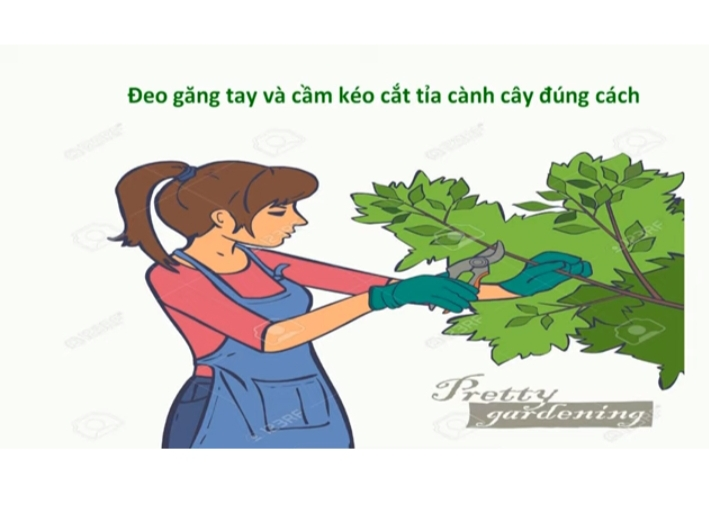 Đeo găng tay và cầm kéo cắt tỉa cành cây đúng cách
Pretty
gardening